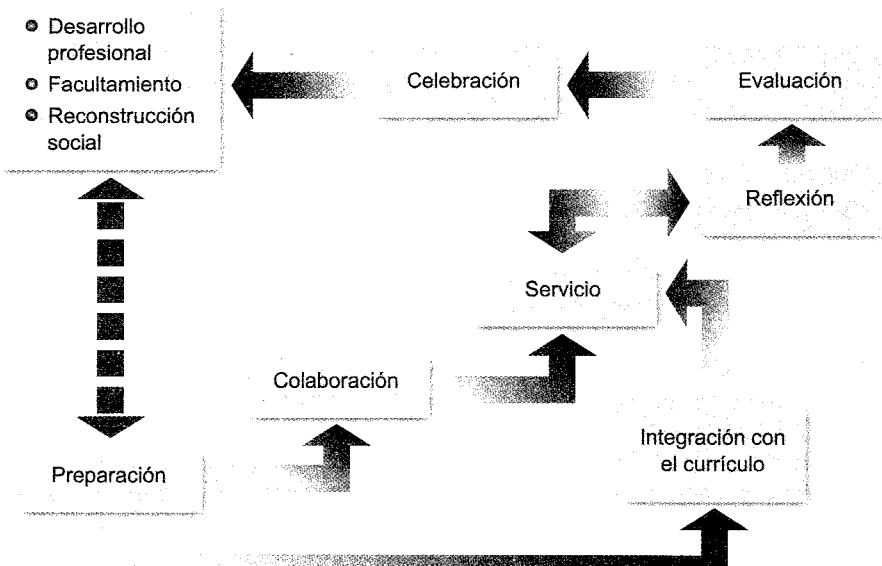 Desarrollo
profesional
Facultamiento
Reconstrucción
social
Celebración
Evaluación
Reflexión
Servicio
Colaboración
Integración con
el currículo
Preparación